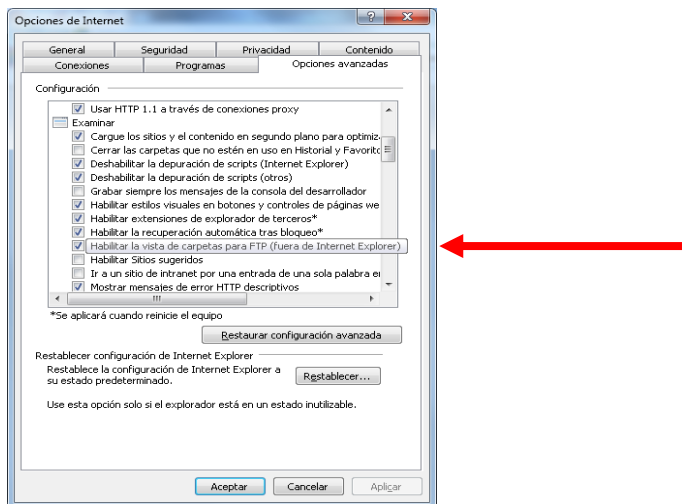 Opciones de Internet
General Seguridad Privacidad Contenido
Conexiones Programas Opciones avanzadas
Configuración
Usar HTTP 1.1 a través de conexiones proxy
Examinar
Cargue los sitios y el contenido en segundo plano para optimiz
Cerrar las carpetas que no estén en uso en Historial y Favorito
Deshabilitar la depuración de scripts (Internet Explorer)
Deshabilitar la depuración de scripts (otros)
Grabar siempre los mensajes de la consola del desarrollador
Habilitar estilos visuales en botones y controles de páginas we
Habilitar extensiones de explorador de terceros*
Habilitar la recuperación automática tras bloqueo*
Habilitar la vista de carpetas para FTP (fuera de Internet Explorer)
Habilitar Sitios sugeridos
Ir a un sitio de intranet por una entrada de una sola palabra en
Mostrar mensajes de error HTTP descriptivos
*Se aplicará cuando reinicie el equipo
Restaurar configuración avanzada
Restablecer configuración de Internet Explorer
Restablece la configuración de Internet Explorer a
su estado predeterminado.
Restablecer...
Use esta opción solo si el explorador está en un estado inutilizable.
Aceptar Cancelar Aplicar